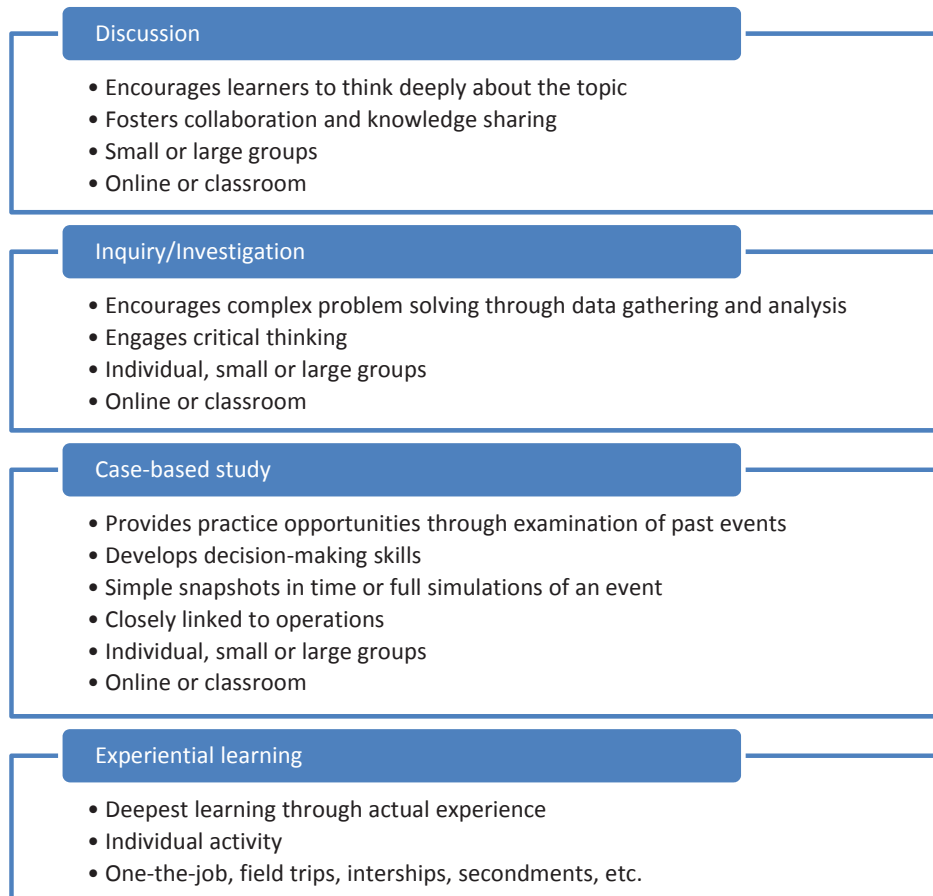 Discussion
• Encourages learners to think deeply about the topic
• Fosters collaboration and knowledge sharing
• Small or large groups
• Online or classroom
Inquiry/Investigation
• Encourages complex problem solving through data gathering and analysis
• Engages critical thinking
• Individual, small or large groups
• Online or classroom
Case-based study
• Provides practice opportunities through examination of past events
• Develops decision-making skills
• Simple snapshots in time or full simulations of an event
• Closely linked to operations
• Individual, small or large groups
• Online or classroom
Experiential learning
• Deepest learning through actual experience
• Individual activity
• One-the-job, field trips, interships, secondments, etc.